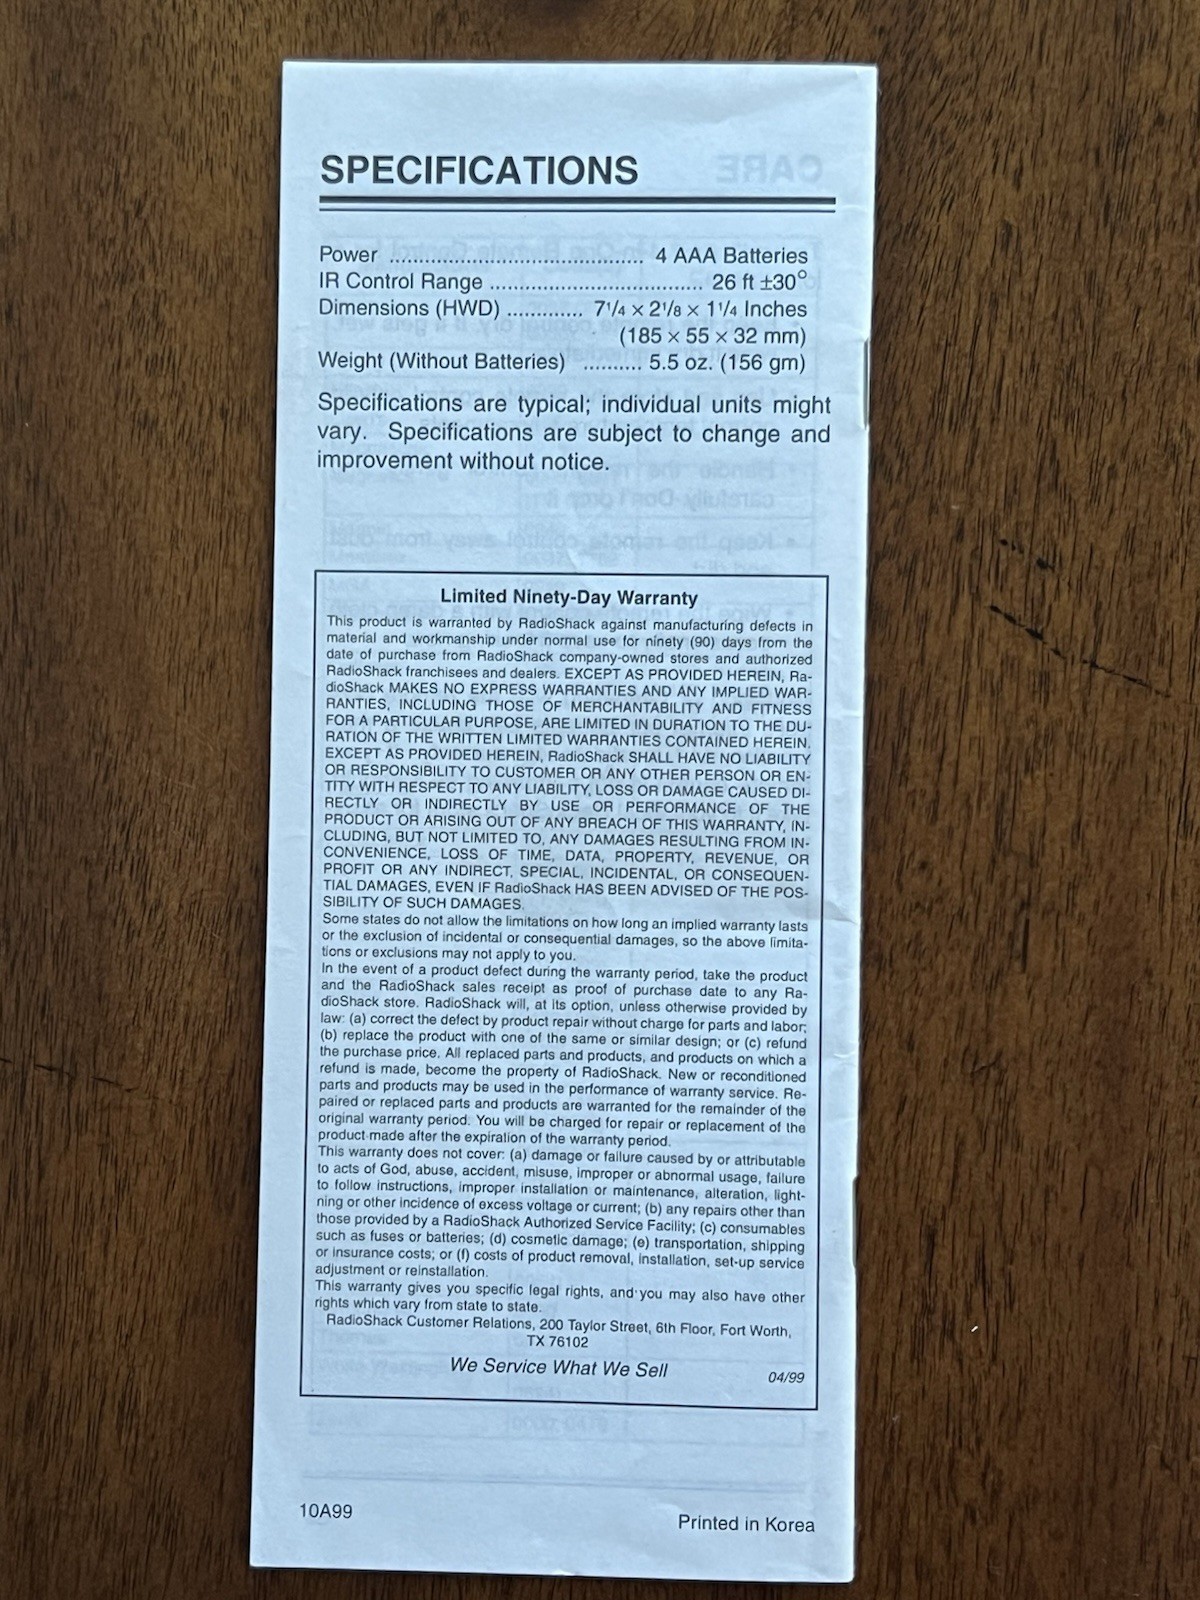 SPECIFICATIONS
Power ........................................ 4 AAA Batteries
IR Control Range ................................. 26 ft ±30°
Dimensions (HWD) ............ 7 1/4 × 2 1/8 × 1 1/4 Inches
(185 × 55 × 32 mm)
Weight (Without Batteries) .......... 5.5 oz. (156 gm)
Specifications are typical; individual units might
vary. Specifications are subject to change and
improvement without notice.
Limited Ninety-Day Warranty
This product is warranted by RadioShack against manufacturing defects in
material and workmanship under normal use for ninety (90) days from the
date of purchase from RadioShack company-owned stores and authorized
RadioShack franchisees and dealers. EXCEPT AS PROVIDED HEREIN, Ra-
dioShack MAKES NO EXPRESS WARRANTIES AND ANY IMPLIED WAR-
RANTIES, INCLUDING THOSE OF MERCHANTABILITY AND FITNESS
FOR A PARTICULAR PURPOSE, ARE LIMITED IN DURATION TO THE DU-
RATION OF THE WRITTEN LIMITED WARRANTIES CONTAINED HEREIN.
EXCEPT AS PROVIDED HEREIN, RadioShack SHALL HAVE NO LIABILITY
OR RESPONSIBILITY TO CUSTOMER OR ANY OTHER PERSON OR EN-
TITY WITH RESPECT TO ANY LIABILITY, LOSS OR DAMAGE CAUSED DI-
RECTLY OR INDIRECTLY BY USE OR PERFORMANCE OF THE
PRODUCT OR ARISING OUT OF ANY BREACH OF THIS WARRANTY, IN-
CLUDING, BUT NOT LIMITED TO, ANY DAMAGES RESULTING FROM IN-
CONVENIENCE, LOSS OF TIME, DATA, PROPERTY, REVENUE, OR
PROFIT OR ANY INDIRECT, SPECIAL, INCIDENTAL, OR CONSEQUEN-
TIAL DAMAGES, EVEN IF RadioShack HAS BEEN ADVISED OF THE POS-
SIBILITY OF SUCH DAMAGES.
Some states do not allow the limitations on how long an implied warranty lasts
or the exclusion of incidental or consequential damages, so the above limita-
tions or exclusions may not apply to you.
In the event of a product defect during the warranty period, take the product
and the RadioShack sales receipt as proof of purchase date to any Ra-
dioShack store. RadioShack will, at its option, unless otherwise provided by
law: (a) correct the defect by product repair without charge for parts and labor;
(b) replace the product with one of the same or similar design; or (c) refund
the purchase price. All replaced parts and products, and products on which a
refund is made, become the property of RadioShack. New or reconditioned
parts and products may be used in the performance of warranty service. Re-
paired or replaced parts and products are warranted for the remainder of the
original warranty period. You will be charged for repair or replacement of the
product made after the expiration of the warranty period.
This warranty does not cover: (a) damage or failure caused by or attributable
to acts of God, abuse, accident, misuse, improper or abnormal usage, failure
to follow instructions, improper installation or maintenance, alteration, light-
ning or other incidence of excess voltage or current; (b) any repairs other than
those provided by a RadioShack Authorized Service Facility; (c) consumables
such as fuses or batteries; (d) cosmetic damage; (e) transportation, shipping
or insurance costs; or (f) costs of product removal, installation, set-up service
adjustment or reinstallation.
This warranty gives you specific legal rights, and you may also have other
rights which vary from state to state.
RadioShack Customer Relations, 200 Taylor Street, 6th Floor, Fort Worth,
TX 76102
We Service What We Sell
04/99
10A99
Printed in Korea